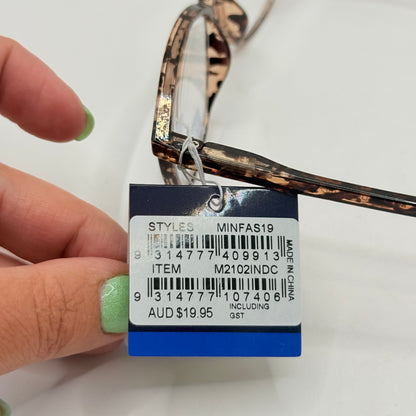 STYLES MINFAS19
9 314777 409913
ITEM M2102INDC
9 314777 107406
AUD $19.95 INCLUDING GST
MADE IN CHINA